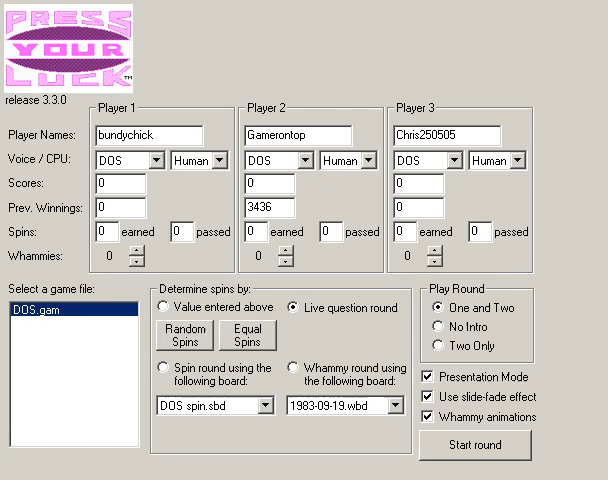 PRESS
YOUR
LUCK™
release 3.3.0
Player 1
Player 2
Player 3
Player Names: bundychick Gamerontop Chris250505
Voice / CPU: DOS Human DOS Human DOS Human
Scores: 0 0 0
Prev. Winnings: 0 3436 0
Spins: 0 earned 0 passed 0 earned 0 passed 0 earned 0 passed
Whammies: 0 0 0
Select a game file:
DOS.gam
Determine spins by:
Value entered above Live question round
Random Spins
Equal Spins
Spin round using the following board:
Whammy round using the following board:
DOS spin.sbd 1983-09-19.wbd
Play Round
One and Two
No Intro
Two Only
Presentation Mode
Use slide-fade effect
Whammy animations
Start round